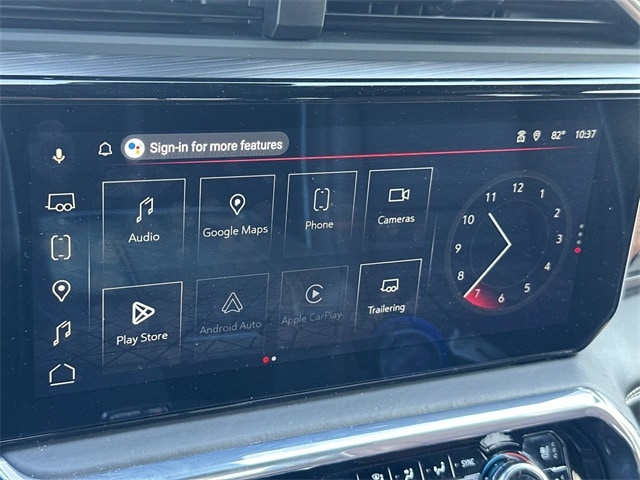 Sign-in for more features
82° 10:37
Audio
Google Maps
Phone
Cameras
Play Store
Android Auto
Apple CarPlay
Trailering
12
1
2
3
4
5
6
7
8
9
10
11
SYNC